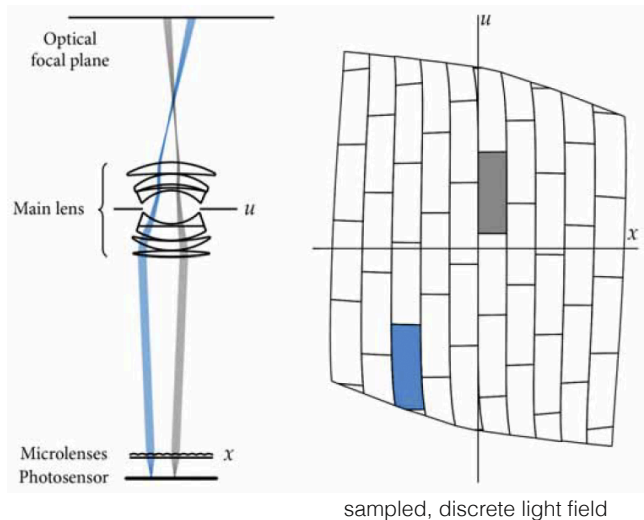 Optical
focal plane
Main lens
u
Microlenses
x
Photosensor
u
x
sampled, discrete light field